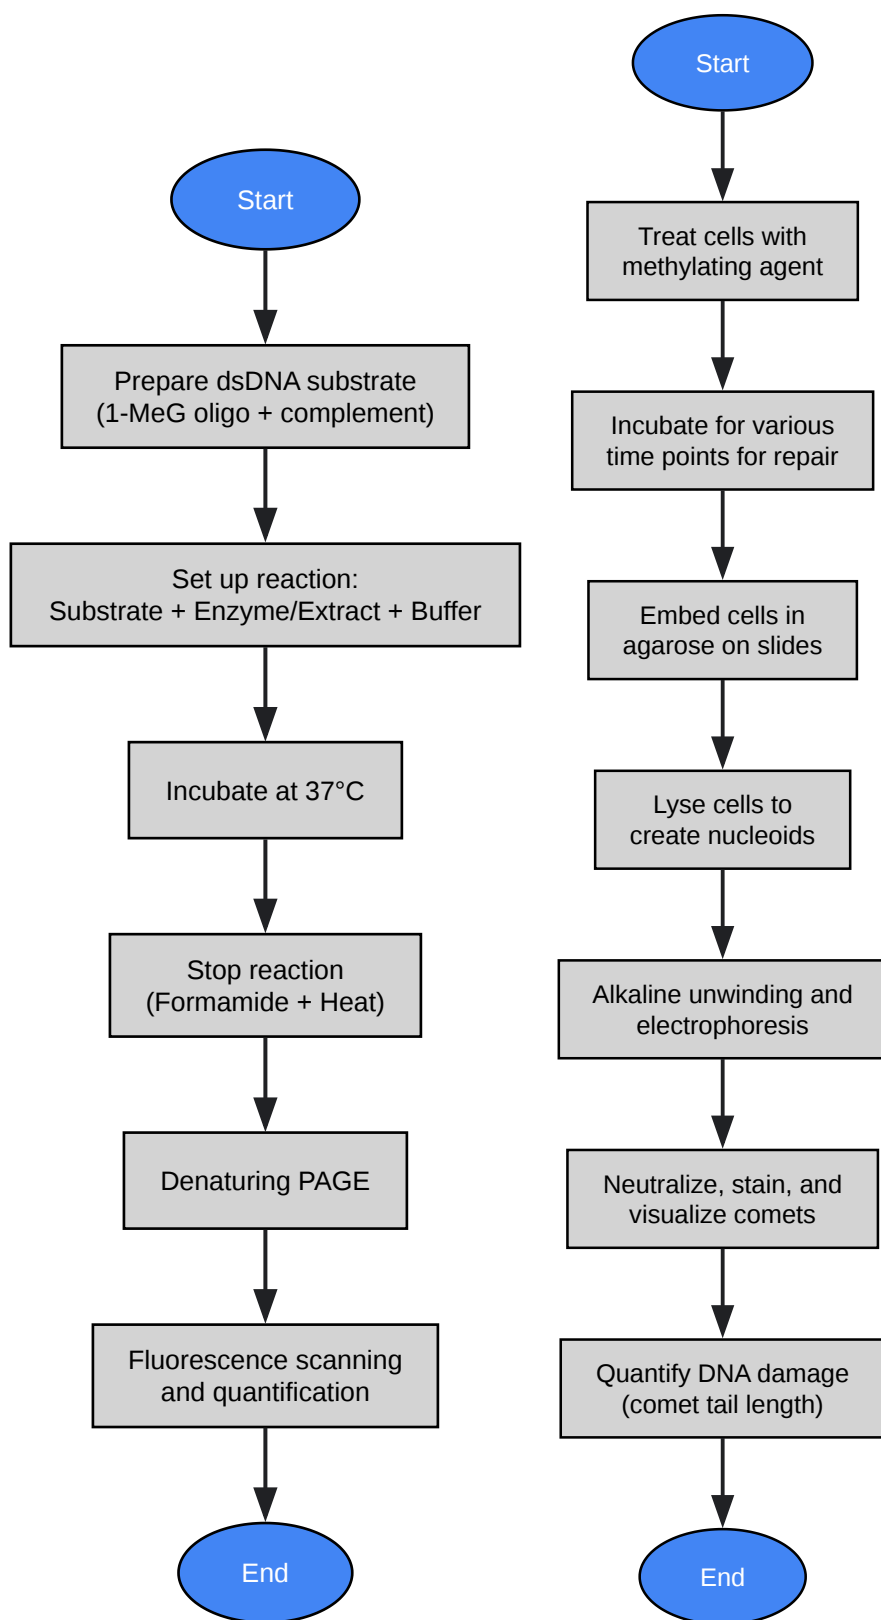 Start
Prepare dsDNA substrate
(1-MeG oligo + complement)
Set up reaction:
Substrate + Enzyme/Extract + Buffer
Incubate at 37°C
Stop reaction
(Formamide + Heat)
Denaturing PAGE
Fluorescence scanning
and quantification
End
Start
Treat cells with
methylating agent
Incubate for various
time points for repair
Embed cells in
agarose on slides
Lyse cells to
create nucleoids
Alkaline unwinding and
electrophoresis
Neutralize, stain, and
visualize comets
Quantify DNA damage
(comet tail length)
End